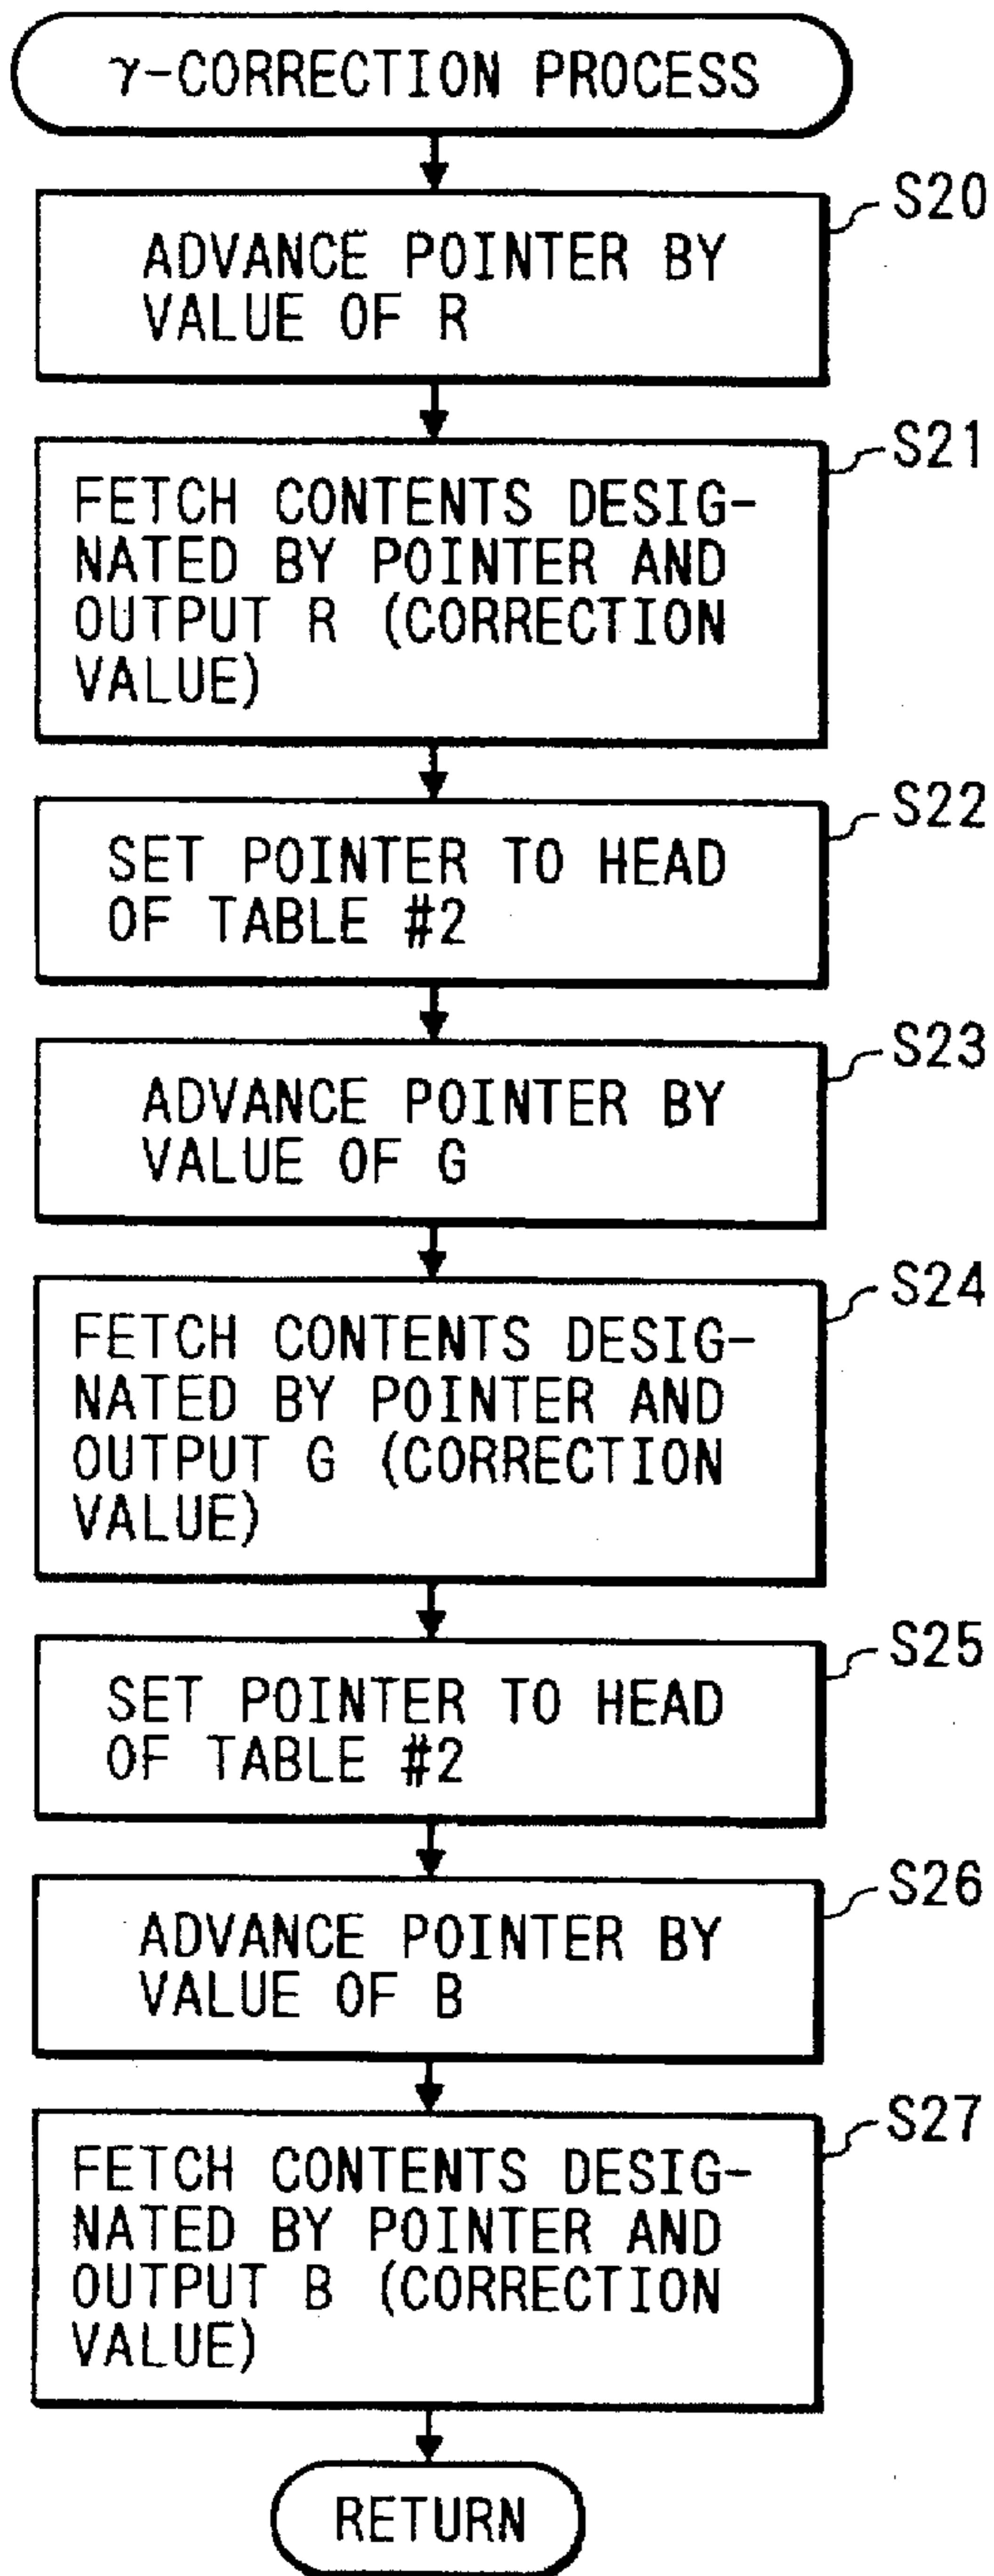 γ-CORRECTION PROCESS
S20
ADVANCE POINTER BY
VALUE OF R
S21
FETCH CONTENTS DESIG-
NATED BY POINTER AND
OUTPUT R (CORRECTION
VALUE)
S22
SET POINTER TO HEAD
OF TABLE #2
S23
ADVANCE POINTER BY
VALUE OF G
S24
FETCH CONTENTS DESIG-
NATED BY POINTER AND
OUTPUT G (CORRECTION
VALUE)
S25
SET POINTER TO HEAD
OF TABLE #2
S26
ADVANCE POINTER BY
VALUE OF B
S27
FETCH CONTENTS DESIG-
NATED BY POINTER AND
OUTPUT B (CORRECTION
VALUE)
RETURN